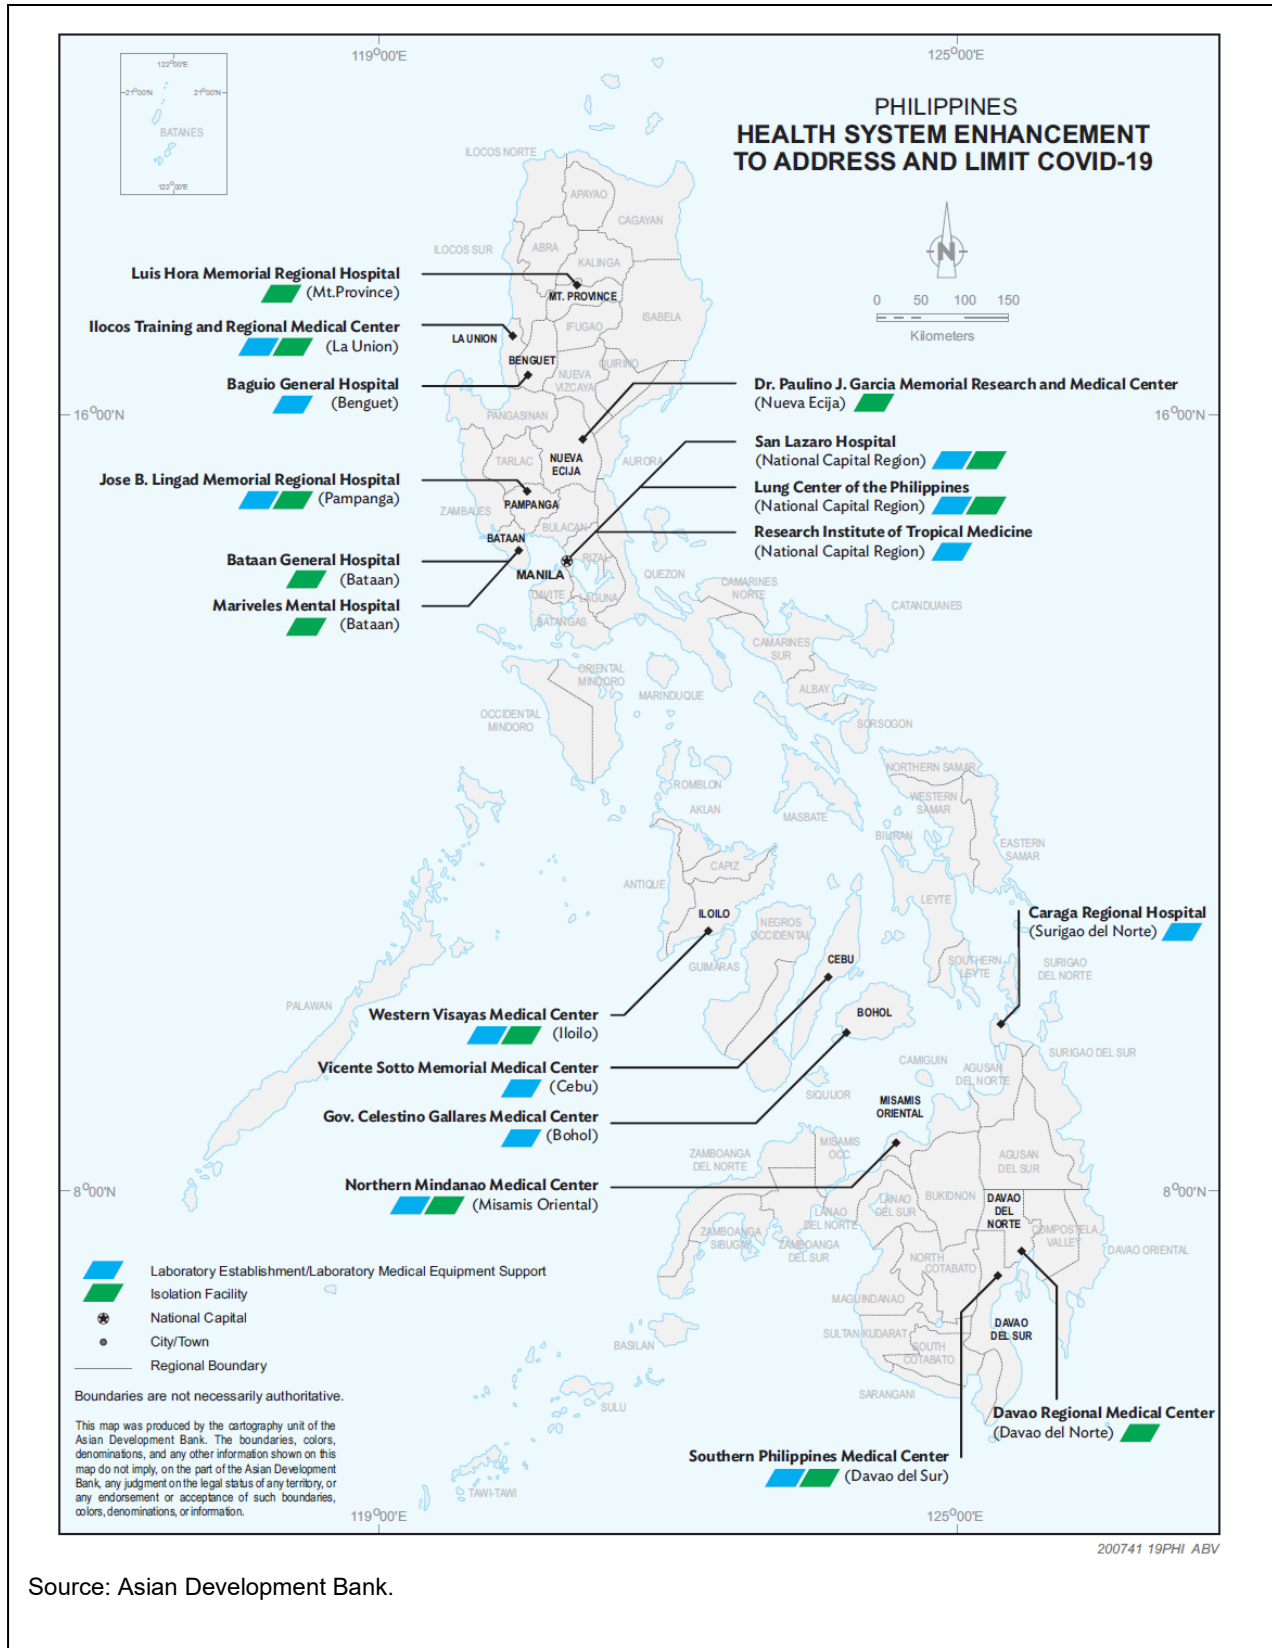 119⁰00'E
125⁰00'E
122⁰00'E
21⁰00'N
21⁰00'N
BATANES
122⁰00'E
PHILIPPINES
HEALTH SYSTEM ENHANCEMENT
TO ADDRESS AND LIMIT COVID-19
N
0 50 100 150
Kilometers
ILOCOS NORTE
APAYAO
CAGAYAN
ILOCOS SUR
ABRA
KALINGA
Luis Hora Memorial Regional Hospital
(Mt.Province)
MT. PROVINCE
ISABELA
Ilocos Training and Regional Medical Center
(La Union)
LA UNION
IFUGAO
BENGUET
QUIRINO
NUEVA
VIZCAYA
Baguio General Hospital
(Benguet)
Dr. Paulino J. Garcia Memorial Research and Medical Center
(Nueva Ecija)
16⁰00'N
16⁰00'N
PANGASINAN
San Lazaro Hospital
(National Capital Region)
TARLAC
NUEVA
ECIJA
AURORA
Jose B. Lingad Memorial Regional Hospital
(Pampanga)
Lung Center of the Philippines
(National Capital Region)
ZAMBALES
PAMPANGA
BULACAN
Research Institute of Tropical Medicine
(National Capital Region)
BATAAN
Bataan General Hospital
(Bataan)
RIZAL
MANILA
QUEZON
Mariveles Mental Hospital
(Bataan)
CAVITE
LAGUNA
BATANGAS
CAMARINES
NORTE
CATANDUANES
CAMARINES
SUR
ORIENTAL
MINDORO
MARINDUQUE
ALBAY
OCCIDENTAL
MINDORO
SORSOGON
ROMBLON
NORTHERN SAMAR
AKLAN
MASBATE
WESTERN
SAMAR
BILIRAN
EASTERN
SAMAR
CAPIZ
ANTIQUE
LEYTE
ILOILO
NEGROS
OCCIDENTAL
Caraga Regional Hospital
(Surigao del Norte)
GUIMARAS
CEBU
SOUTHERN
LEYTE
SURIGAO
DEL NORTE
PALAWAN
BOHOL
Western Visayas Medical Center
(Iloilo)
SURIGAO DEL SUR
CAMIGUIN
AGUSAN
DEL NORTE
Vicente Sotto Memorial Medical Center
(Cebu)
SIQUIJOR
MISAMIS
ORIENTAL
Gov. Celestino Gallares Medical Center
(Bohol)
ZAMBOANGA
DEL NORTE
MISAMIS
OCC.
AGUSAN
DEL SUR
Northern Mindanao Medical Center
(Misamis Oriental)
8⁰00'N
8⁰00'N
LANAO
DEL SUR
BUKIDNON
DAVAO
DEL
NORTE
LANAO
DEL NORTE
ZAMBOANGA
SIBUGAY
ZAMBOANGA
DEL SUR
COMPOSTELA
VALLEY
DAVAO ORIENTAL
NORTH
COTABATO
MAGUINDANAO
SULTAN KUDARAT
DAVAO
DEL SUR
SOUTH
COTABATO
BASILAN
SARANGANI
SULU
TAWI-TAWI
Davao Regional Medical Center
(Davao del Norte)
Southern Philippines Medical Center
(Davao del Sur)
Laboratory Establishment/Laboratory Medical Equipment Support
Isolation Facility
National Capital
City/Town
Regional Boundary
Boundaries are not necessarily authoritative.
This map was produced by the cartography unit of the
Asian Development Bank. The boundaries, colors,
denominations, and any other information shown on this
map do not imply, on the part of the Asian Development
Bank, any judgment on the legal status of any territory, or
any endorsement or acceptance of such boundaries,
colors, denominations, or information.
119⁰00'E
125⁰00'E
200741 19PHI ABV
Source: Asian Development Bank.